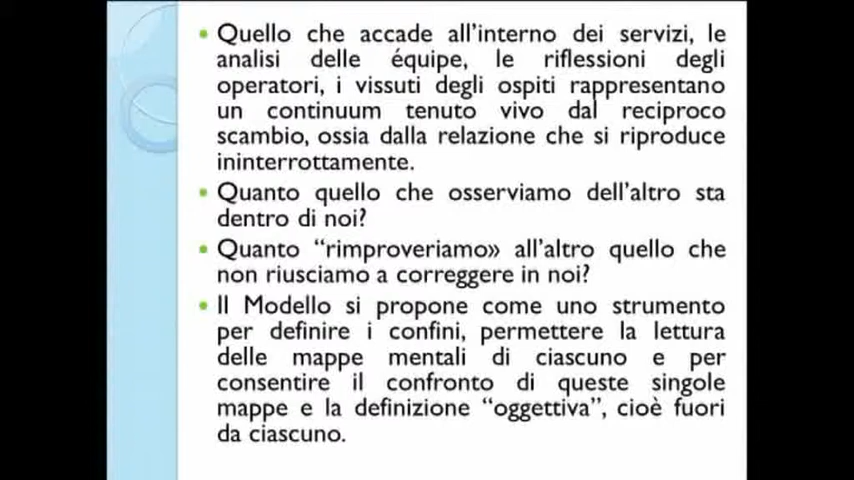 Quello che accade all'interno dei servizi, le
analisi delle équipe, le riflessioni degli
operatori, i vissuti degli ospiti rappresentano
un continuum tenuto vivo dal reciproco
scambio, ossia dalla relazione che si riproduce
ininterrottamente.
Quanto quello che osserviamo dell'altro sta
dentro di noi?
Quanto “rimproveriamo» all'altro quello che
non riusciamo a correggere in noi?
Il Modello si propone come uno strumento
per definire i confini, permettere la lettura
delle mappe mentali di ciascuno e per
consentire il confronto di queste singole
mappe e la definizione “oggettiva”, cioè fuori
da ciascuno.